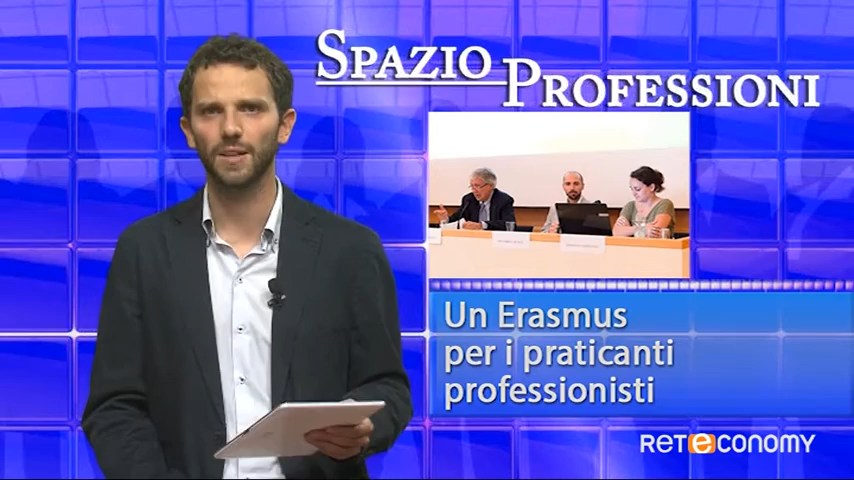 SPAZIO
PROFESSIONI
Un Erasmus
per i praticanti
professionisti
RETeCONOMY